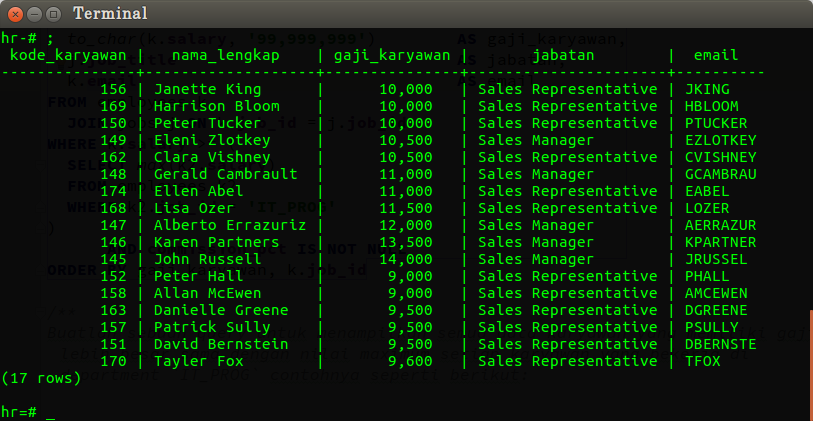 Terminal
hr-# ;
to_char(k.salary, '99,999,999') AS gaji_karyawan,
 kode_karyawan |   nama_lengkap    | gaji_karyawan |       jabatan        |  email
---------------+-------------------+---------------+----------------------+----------
           156 | Janette King      |      10,000   | Sales Representative | JKING
           169 | Harrison Bloom    |      10,000   | Sales Representative | HBLOOM
           150 | Peter Tucker      |      10,000   | Sales Representative | PTUCKER
           149 | Eleni Zlotkey     |      10,500   | Sales Manager        | EZLOTKEY
           162 | Clara Vishney     |      10,500   | Sales Representative | CVISHNEY
           148 | Gerald Cambrault  |      11,000   | Sales Manager        | GCAMBRAU
           174 | Ellen Abel        |      11,000   | Sales Representative | EABEL
           168 | Lisa Ozer         |      11,500   | Sales Representative | LOZER
           147 | Alberto Errazuriz |      12,000   | Sales Manager        | AERRAZUR
           146 | Karen Partners    |      13,500   | Sales Manager        | KPARTNER
           145 | John Russell      |      14,000   | Sales Manager        | JRUSSEL
           152 | Peter Hall        |       9,000   | Sales Representative | PHALL
           158 | Allan McEwen      |       9,000   | Sales Representative | AMCEWEN
           163 | Danielle Greene   |       9,500   | Sales Representative | DGREENE
           157 | Patrick Sully     |       9,500   | Sales Representative | PSULLY
           151 | David Bernstein   |       9,500   | Sales Representative | DBERNSTE
           170 | Tayler Fox        |       9,600   | Sales Representative | TFOX
(17 rows)
hr=# _